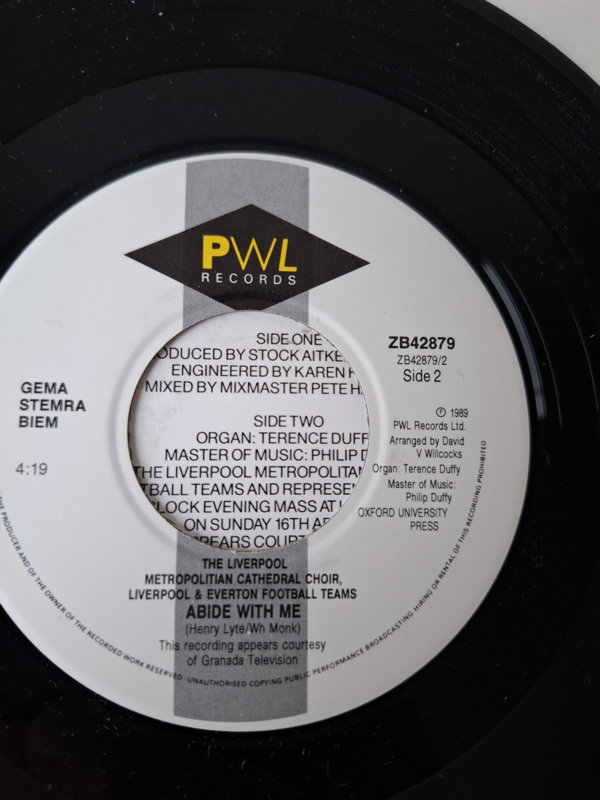 PWL
RECORDS
SIDE ONE
ODUCED BY STOCK AITKE
ENGINEERED BY KAREN
MIXED BY MIXMASTER PETE H
SIDE TWO
ORGAN: TERENCE DUFF
MASTER OF MUSIC: PHILIP D
THE LIVERPOOL METROPOLITA
TBALL TEAMS AND REPRESE
CLOCK EVENING MASS AT
ON SUNDAY 16TH AP
PEARS COURT
GEMA
STEMRA
BIEM
4:19
ZB42879
ZB42879/2
Side 2
℗ 1989
PWL Records Ltd.
Arranged by David
V Willcocks
Organ: Terence Duffy
Master of Music:
Philip Duffy
OXFORD UNIVERSITY
PRESS
THE LIVERPOOL
METROPOLITIAN CATHEDRAL CHOIR,
LIVERPOOL & EVERTON FOOTBALL TEAMS
ABIDE WITH ME
(Henry Lyte/Wh Monk)
This recording appears courtesy
of Granada Television
THE PRODUCER AND OF THE OWNER OF THE RECORDED WORK RESERVED · UNAUTHORISED COPYING PUBLIC PERFORMANCE BROADCASTING, HIRING OR RENTAL OF THIS RECORDING PROHIBITED